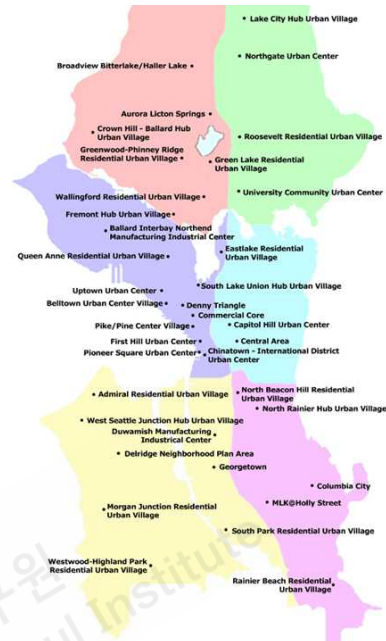 Lake City Hub Urban Village
Northgate Urban Center
Broadview Bitterlake/Haller Lake
Aurora Licton Springs
Crown Hill - Ballard Hub
Urban Village
Roosevelt Residential Urban Village
Greenwood-Phinney Ridge
Residential Urban Village
Green Lake Residential
Urban Village
University Community Urban Center
Wallingford Residential Urban Village
Fremont Hub Urban Village
Ballard Interbay Northend
Manufacturing Industrial Center
Eastlake Residential
Urban Village
Queen Anne Residential Urban Village
South Lake Union Hub Urban Village
Uptown Urban Center
Belltown Urban Center Village
Denny Triangle
Commercial Core
Pike/Pine Center Village
Capitol Hill Urban Center
First Hill Urban Center
Central Area
Pioneer Square Urban Center
Chinatown - International District
Urban Center
Admiral Residential Urban Village
North Beacon Hill Residential
Urban Village
North Rainier Hub Urban Village
West Seattle Junction Hub Urban Village
Duwamish Manufacturing
Industrical Center
Delridge Neighborhood Plan Area
Georgetown
Columbia City
MLK@Holly Street
Morgan Junction Residential
Urban Village
South Park Residential Urban Village
Westwood-Highland Park
Residential Urban Village
Rainier Beach Residential
Urban Village